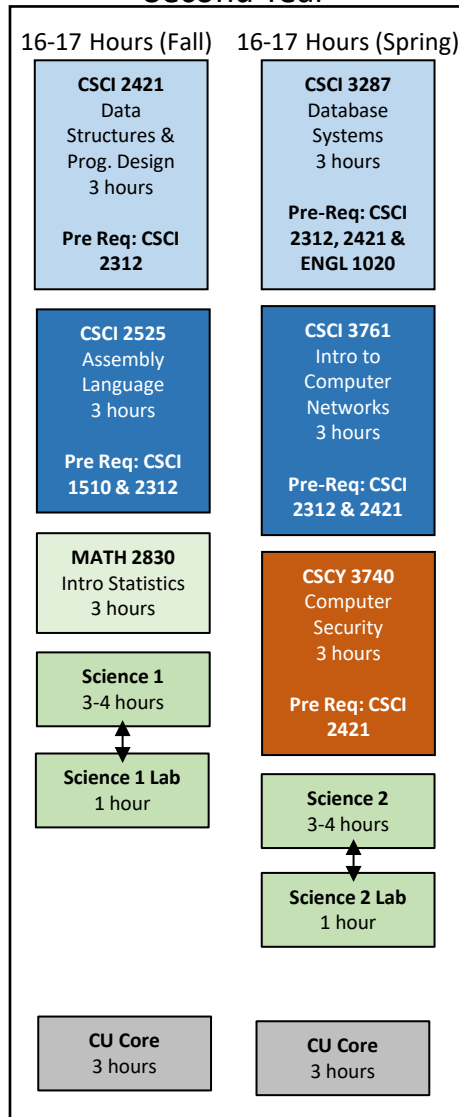 Second Year
16-17 Hours (Fall)
CSCI 2421
Data
Structures &
Prog. Design
3 hours
Pre Req: CSCI
2312
CSCI 2525
Assembly
Language
3 hours
Pre Req: CSCI
1510 & 2312
MATH 2830
Intro Statistics
3 hours
Science 1
3-4 hours
Science 1 Lab
1 hour
CU Core
3 hours
16-17 Hours (Spring)
CSCI 3287
Database
Systems
3 hours
Pre-Req: CSCI
2312, 2421 &
ENGL 1020
CSCI 3761
Intro to
Computer
Networks
3 hours
Pre-Req: CSCI
2312 & 2421
CSCY 3740
Computer
Security
3 hours
Pre Req: CSCI
2421
Science 2
3-4 hours
Science 2 Lab
1 hour
CU Core
3 hours